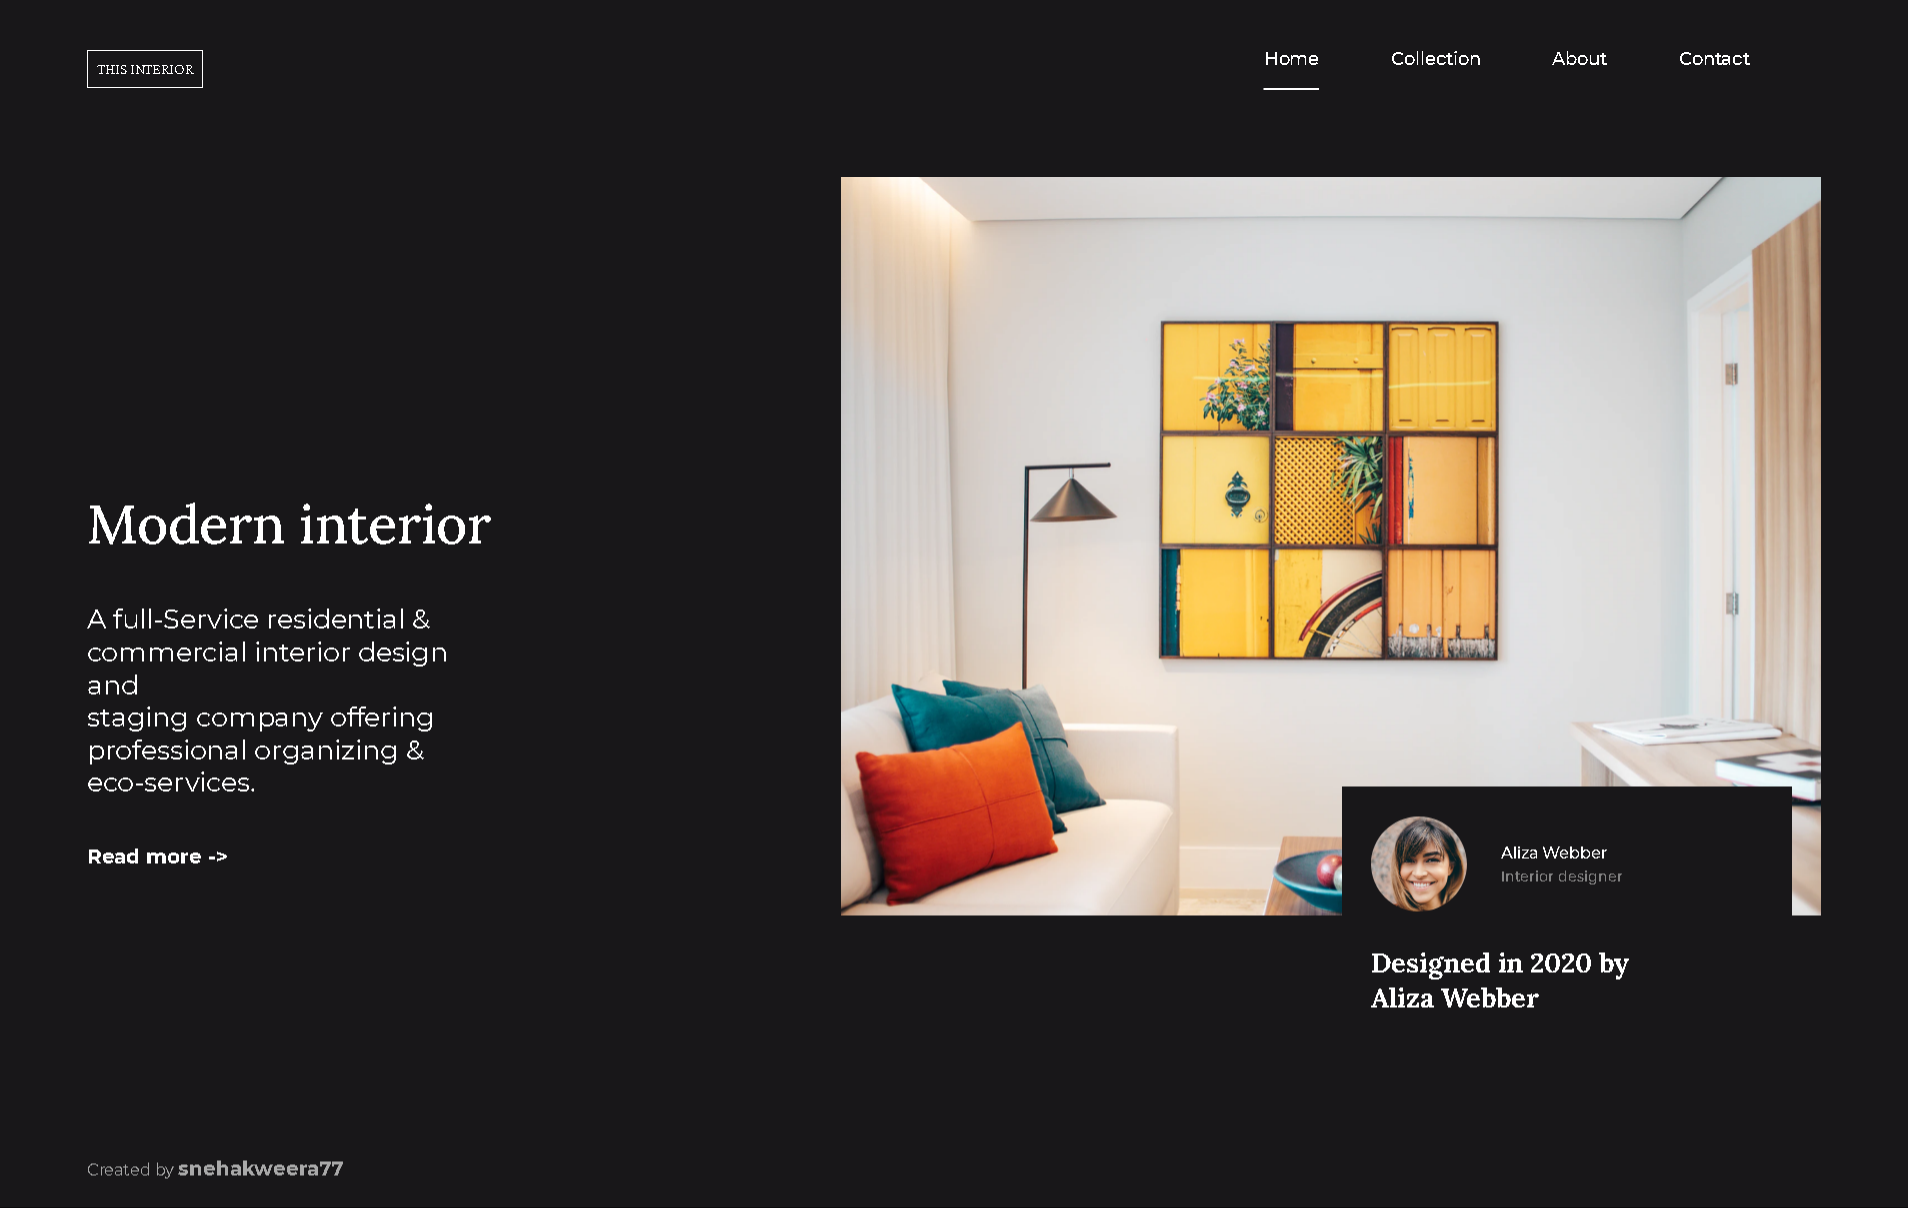 THIS INTERIOR
Home Collection About Contact
Modern interior
A full-Service residential &
commercial interior design
and
staging company offering
professional organizing &
eco-services.
Read more ->
Aliza Webber
Interior designer
Designed in 2020 by
Aliza Webber
Created by snehakweera77